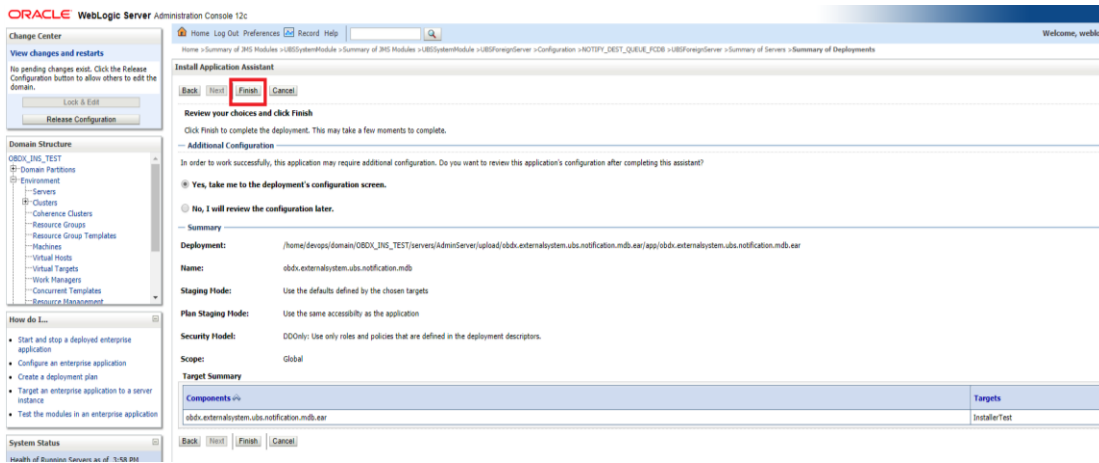 ORACLE WebLogic Server Administration Console 12c
Change Center
View changes and restarts
No pending changes exist. Click the Release
Configuration button to allow others to edit the
domain.
Lock & Edit
Release Configuration
Domain Structure
OBDX_INS_TEST
Domain Partitions
Environment
Servers
Clusters
Coherence Clusters
Resource Groups
Resource Group Templates
Machines
Virtual Hosts
Virtual Targets
Work Managers
Concurrent Templates
Resource Management
How do I...
Start and stop a deployed enterprise
application
Configure an enterprise application
Create a deployment plan
Target an enterprise application to a server
instance
Test the modules in an enterprise application
System Status
Health of Running Servers as of 3:58 PM
Home Log Out Preferences Record Help
Welcome, weblo
Home >Summary of JMS Modules >UBSSystemModule >Summary of JMS Modules >UBSSystemModule >UBSForeignServer >Configuration >NOTIFY_DEST_QUEUE_FCDB >UBSForeignServer >Summary of Servers >Summary of Deployments
Install Application Assistant
Back Next Finish Cancel
Review your choices and click Finish
Click Finish to complete the deployment. This may take a few moments to complete.
Additional Configuration
In order to work successfully, this application may require additional configuration. Do you want to review this application's configuration after completing this assistant?
Yes, take me to the deployment's configuration screen.
No, I will review the configuration later.
Summary
Deployment: /home/devops/domain/OBDX_INS_TEST/servers/AdminServer/upload/obdx.externalsystem.ubs.notification.mdb.ear/app/obdx.externalsystem.ubs.notification.mdb.ear
Name: obdx.externalsystem.ubs.notification.mdb
Staging Mode: Use the defaults defined by the chosen targets
Plan Staging Mode: Use the same accessibilty as the application
Security Model: DDOnly: Use only roles and policies that are defined in the deployment descriptors.
Scope: Global
Target Summary
Components Targets
obdx.externalsystem.ubs.notification.mdb.ear InstallerTest
Back Next Finish Cancel